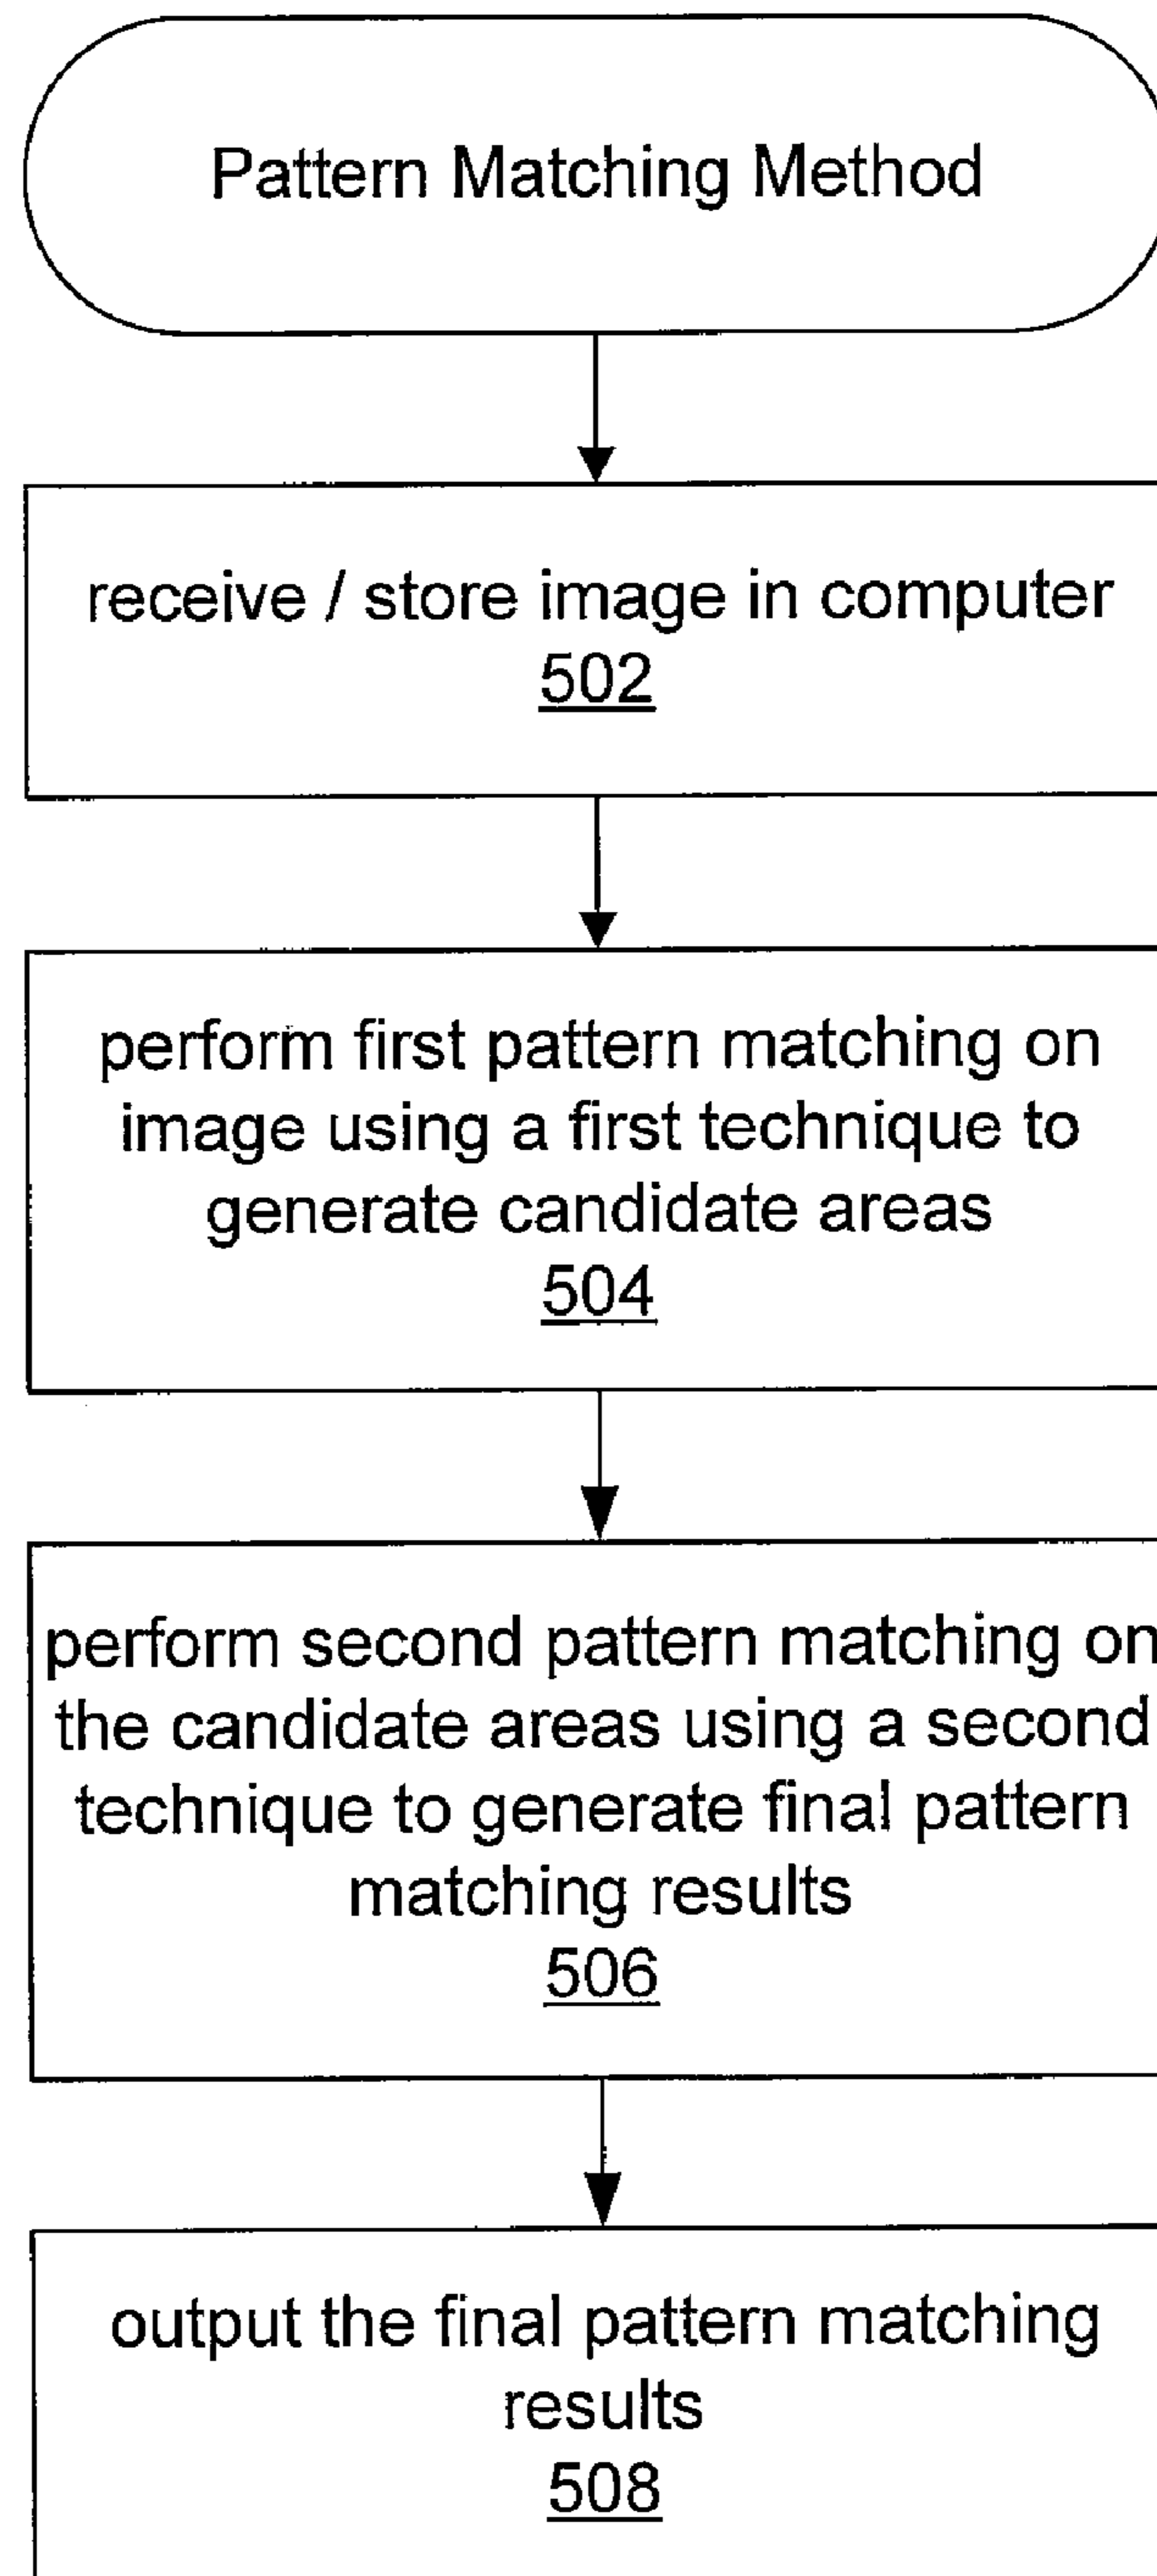 Pattern Matching Method
receive / store image in computer
502
perform first pattern matching on
image using a first technique to
generate candidate areas
504
perform second pattern matching on
the candidate areas using a second
technique to generate final pattern
matching results
506
output the final pattern matching
results
508